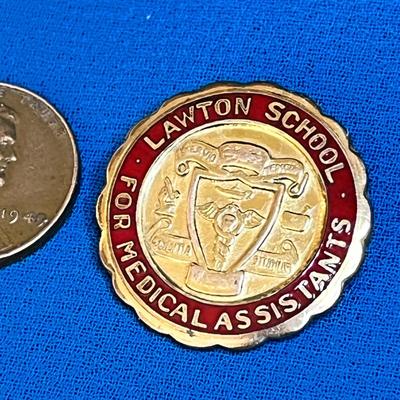 LAWTON SCHOOL
FOR MEDICAL ASSISTANTS
194